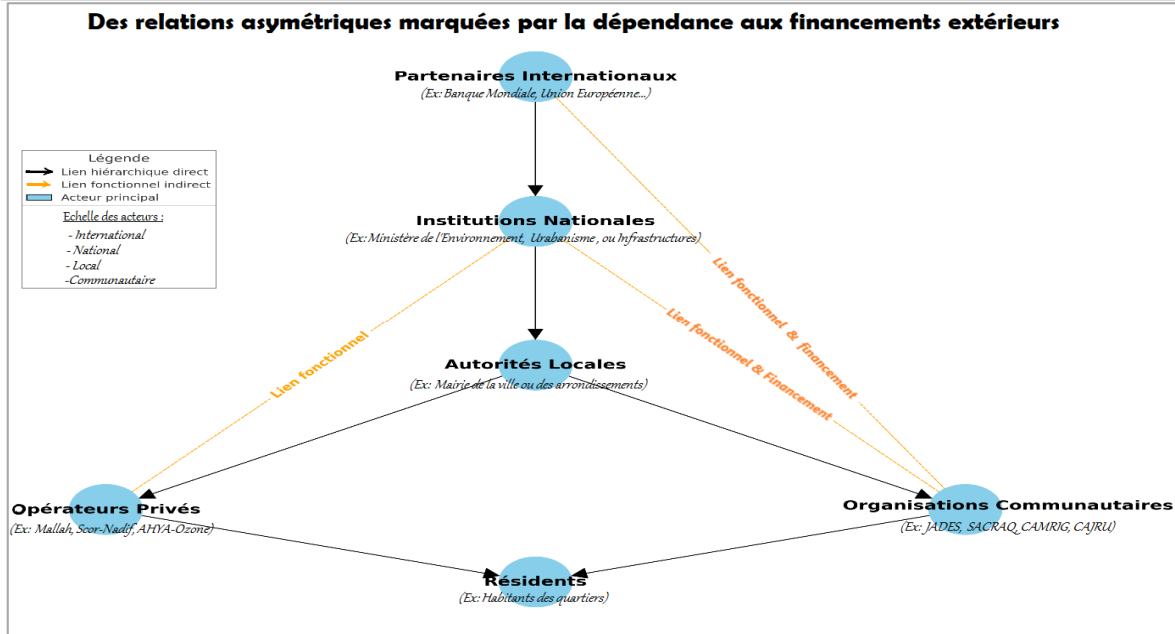 Des relations asymétriques marquées par la dépendance aux financements extérieurs
Partenaires Internationaux
(Ex: Banque Mondiale, Union Européenne...)
Légende
Lien hiérarchique direct
Lien fonctionnel indirect
Acteur principal
Echelle des acteurs :
- International
- National
- Local
-Communautaire
Institutions Nationales
(Ex: Ministère de l'Environnement, Urabanisme , ou Infrastructures)
Lien fonctionnel & financement
Lien fonctionnel & Financement
Lien fonctionnel
Autorités Locales
(Ex: Mairie de la ville ou des arrondissements)
Opérateurs Privés
(Ex: Mallah, Scor-Nadif, AHYA-Ozone)
Organisations Communautaires
(Ex: JADES, SACRAQ, CAMRIG, CAJRU)
Résidents
(Ex: Habitants des quartiers)